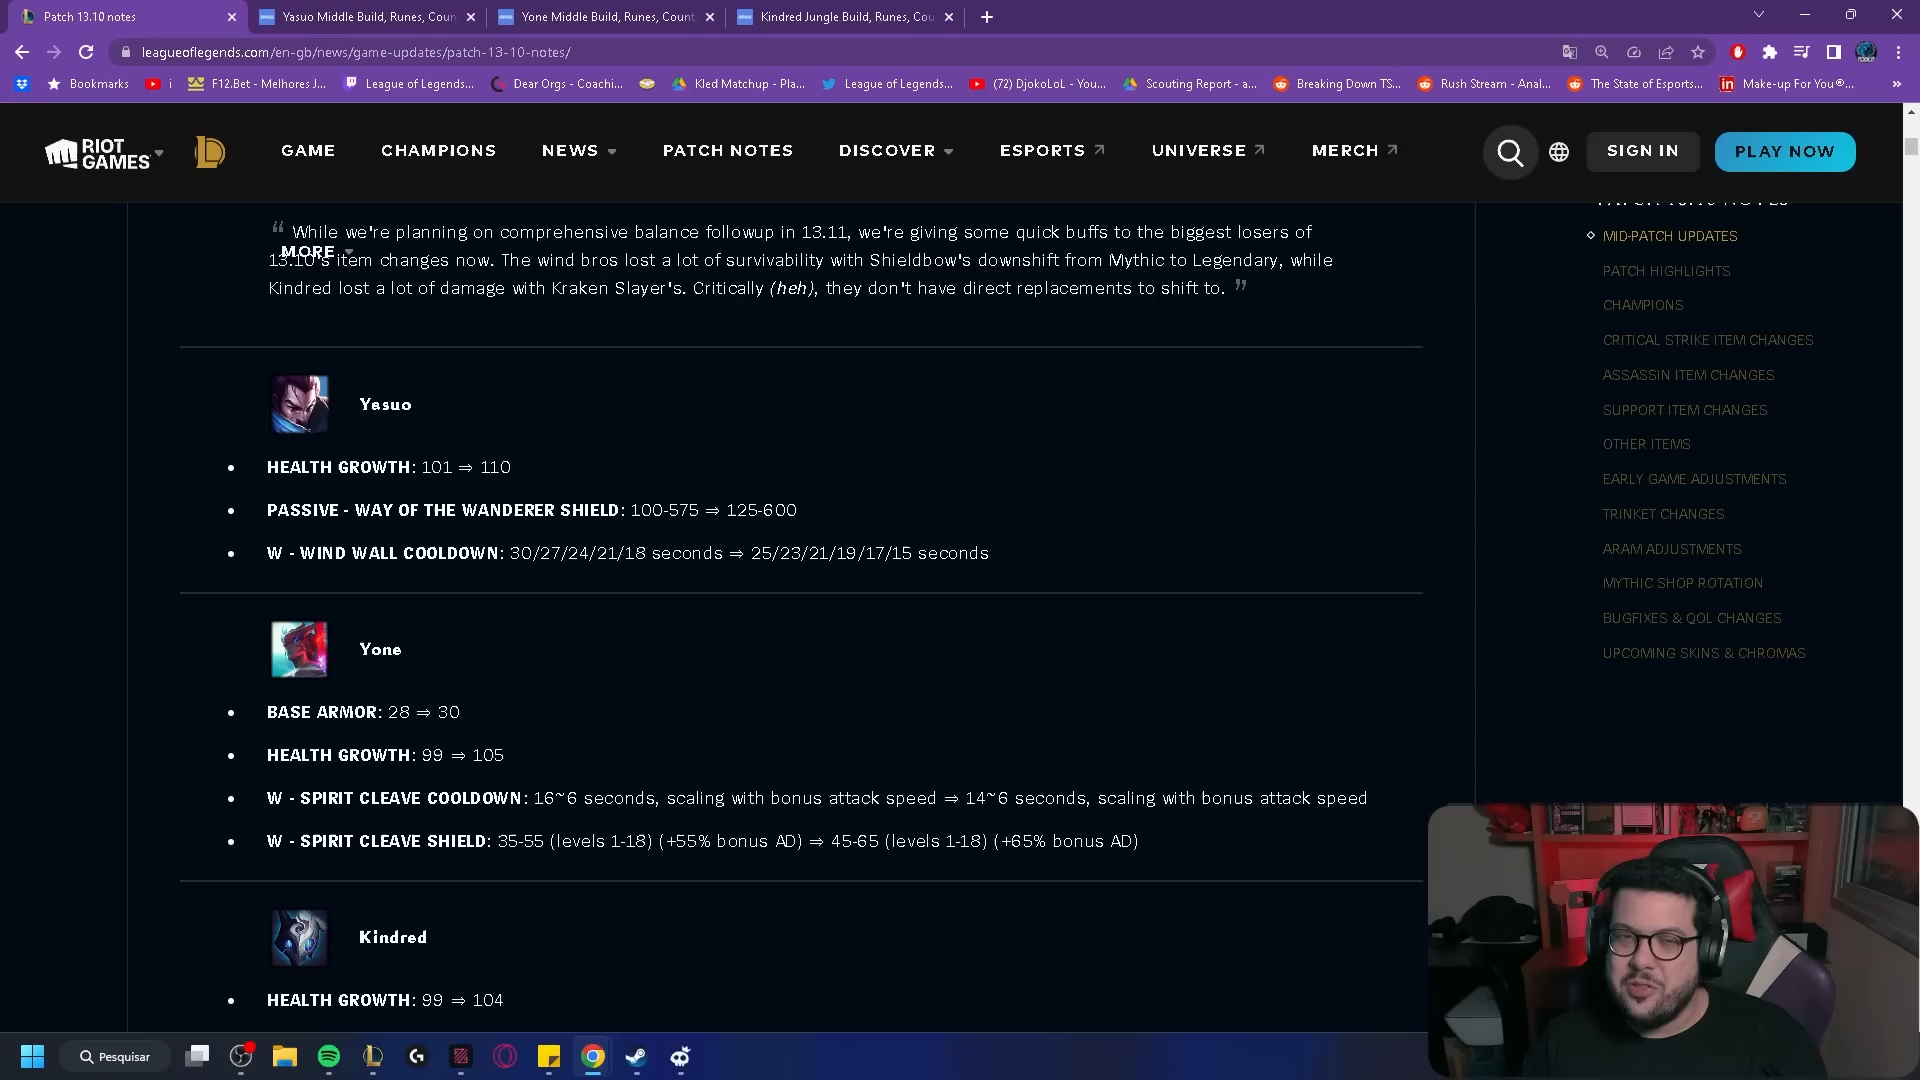 Patch 13.10 notes
Yasuo Middle Build, Runes, Coun
Yone Middle Build, Runes, Count
Kindred Jungle Build, Runes, Cou
leagueoflegends.com/en-gb/news/game-updates/patch-13-10-notes/
Bookmarks
i
F12.Bet - Melhores J...
League of Legends...
Dear Orgs - Coachi...
Kled Matchup - Pla...
League of Legends...
(72) DjokoLoL - You...
Scouting Report - a...
Breaking Down TS...
Rush Stream - Anal...
The State of Esports...
Make-up For You®...
RIOT GAMES
GAME
CHAMPIONS
NEWS
PATCH NOTES
DISCOVER
ESPORTS
UNIVERSE
MERCH
SIGN IN
PLAY NOW
MORE
“ While we're planning on comprehensive balance followup in 13.11, we're giving some quick buffs to the biggest losers of
13.10's item changes now. The wind bros lost a lot of survivability with Shieldbow's downshift from Mythic to Legendary, while
Kindred lost a lot of damage with Kraken Slayer's. Critically (heh), they don't have direct replacements to shift to. ”
Yasuo
• HEALTH GROWTH: 101 ⇒ 110
• PASSIVE - WAY OF THE WANDERER SHIELD: 100-575 ⇒ 125-600
• W - WIND WALL COOLDOWN: 30/27/24/21/18 seconds ⇒ 25/23/21/19/17/15 seconds
Yone
• BASE ARMOR: 28 ⇒ 30
• HEALTH GROWTH: 99 ⇒ 105
• W - SPIRIT CLEAVE COOLDOWN: 16~6 seconds, scaling with bonus attack speed ⇒ 14~6 seconds, scaling with bonus attack speed
• W - SPIRIT CLEAVE SHIELD: 35-55 (levels 1-18) (+55% bonus AD) ⇒ 45-65 (levels 1-18) (+65% bonus AD)
Kindred
• HEALTH GROWTH: 99 ⇒ 104
PATCH 13.10 NOTES
MID-PATCH UPDATES
PATCH HIGHLIGHTS
CHAMPIONS
CRITICAL STRIKE ITEM CHANGES
ASSASSIN ITEM CHANGES
SUPPORT ITEM CHANGES
OTHER ITEMS
EARLY GAME ADJUSTMENTS
TRINKET CHANGES
ARAM ADJUSTMENTS
MYTHIC SHOP ROTATION
BUGFIXES & QOL CHANGES
UPCOMING SKINS & CHROMAS
Pesquisar